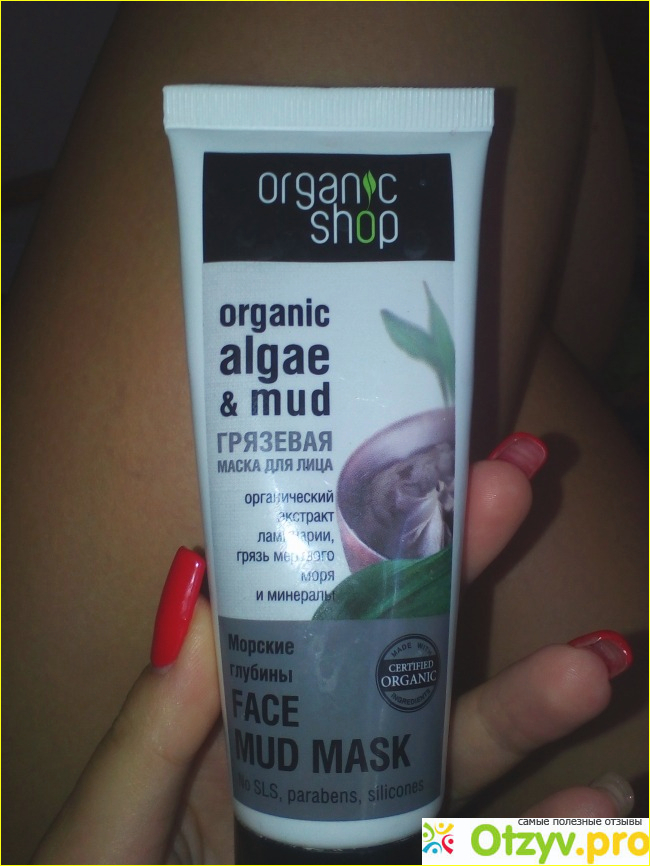 organic
shop
organic
algae
& mud
ГРЯЗЕВАЯ
МАСКА ДЛЯ ЛИЦА
органический
экстракт
ламинарии,
грязь мертвого
моря
и минералы
Морские
глубины
MADE WITH
CERTIFIED
ORGANIC
INGREDIENTS
FACE
MUD MASK
No SLS, parabens, silicones
самые полезные отзывы
Otzyv.pro